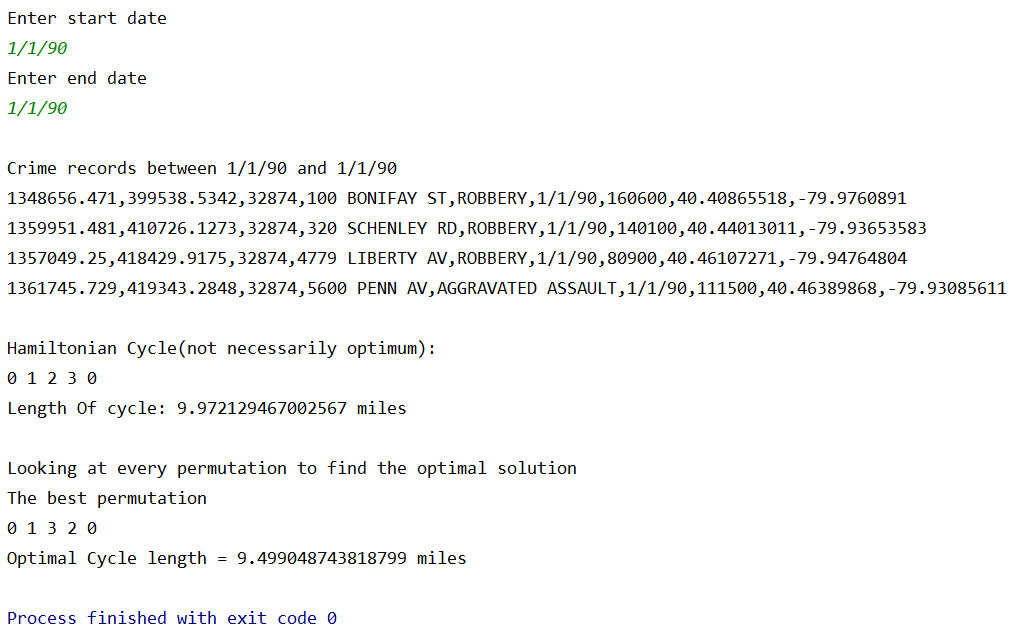 Enter start date
1/1/90
Enter end date
1/1/90
Crime records between 1/1/90 and 1/1/90
1348656.471,399538.5342,32874,100 BONIFAY ST,ROBBERY,1/1/90,160600,40.40865518,-79.9760891
1359951.481,410726.1273,32874,320 SCHENLEY RD,ROBBERY,1/1/90,140100,40.44013011,-79.93653583
1357049.25,418429.9175,32874,4779 LIBERTY AV,ROBBERY,1/1/90,80900,40.46107271,-79.94764804
1361745.729,419343.2848,32874,5600 PENN AV,AGGRAVATED ASSAULT,1/1/90,111500,40.46389868,-79.93085611
Hamiltonian Cycle(not necessarily optimum):
0 1 2 3 0
Length Of cycle: 9.972129467002567 miles
Looking at every permutation to find the optimal solution
The best permutation
0 1 3 2 0
Optimal Cycle length = 9.499048743818799 miles
Process finished with exit code 0